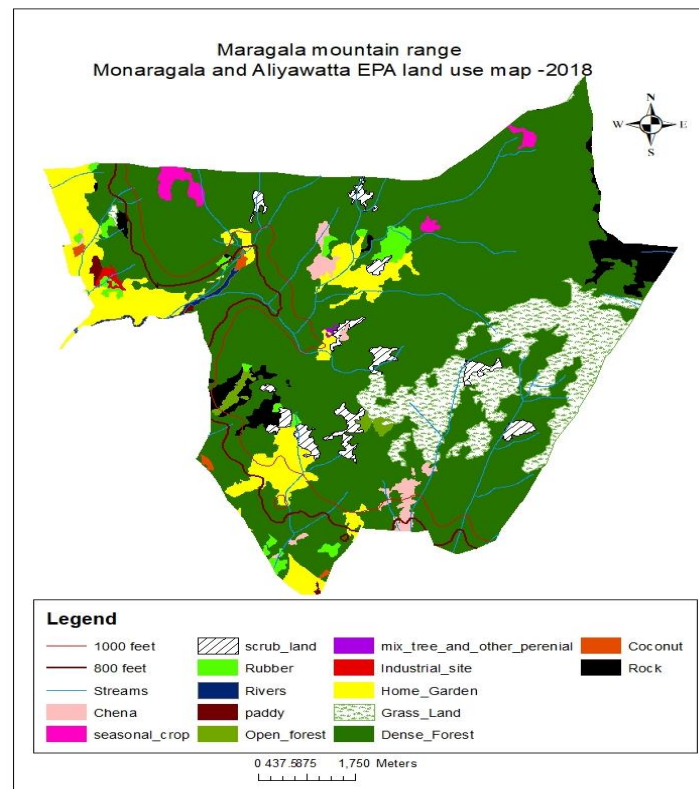 Maragala mountain range
Monaragala and Aliyawatta EPA land use map -2018
N
W E
S
Legend
1000 feet
800 feet
Streams
Chena
seasonal_crop
scrub_land
Rubber
Rivers
paddy
Open_forest
mix_tree_and_other_perenial
Industrial_site
Home_Garden
Grass_Land
Dense_Forest
Coconut
Rock
0 437.5875 1,750 Meters